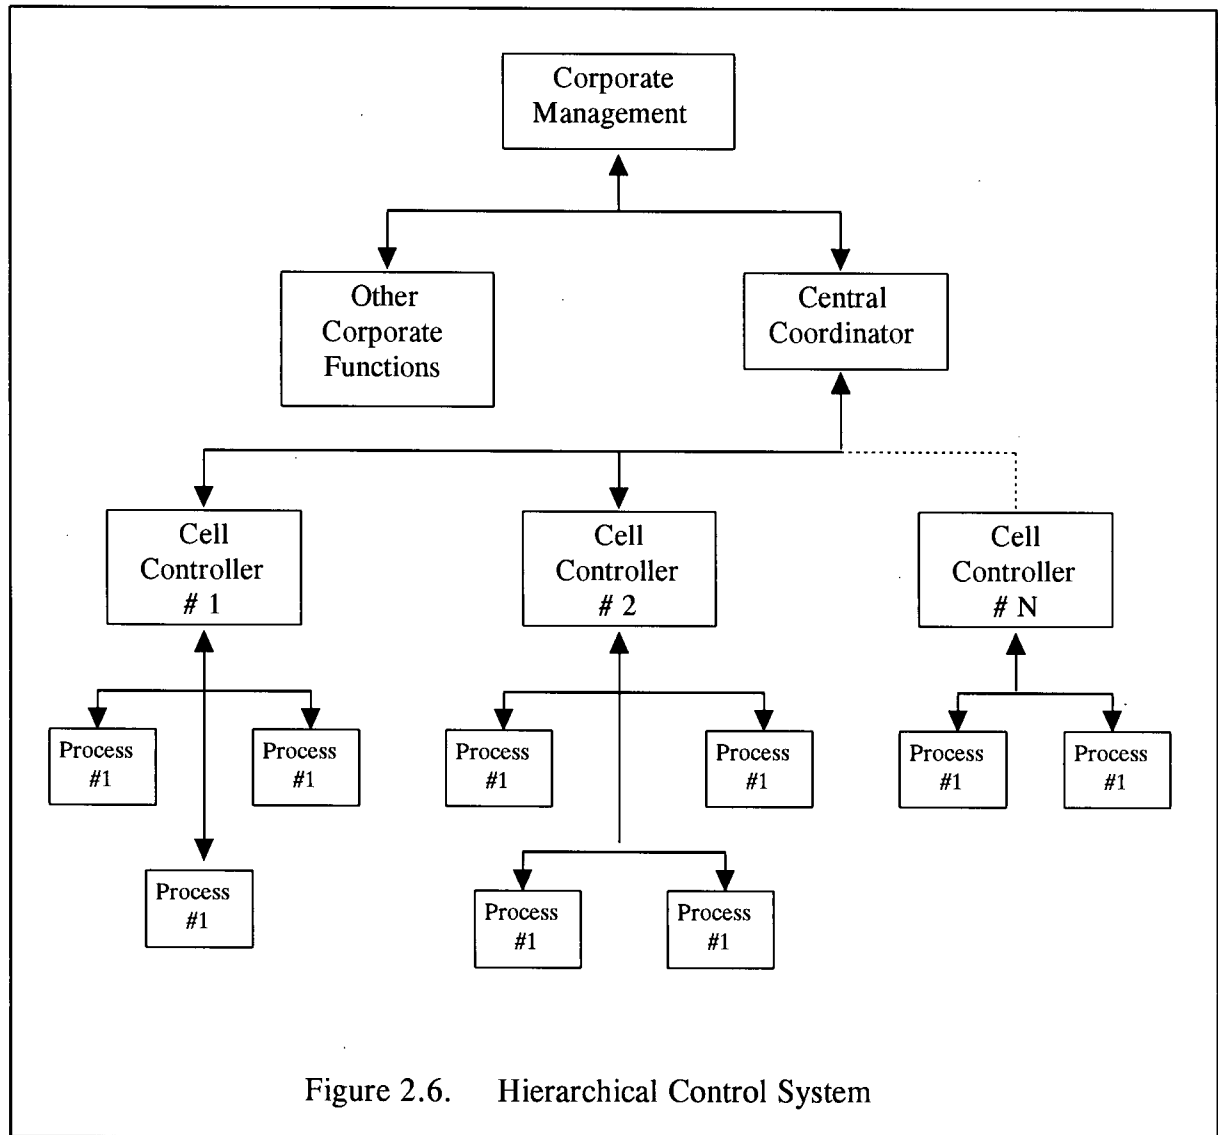 Corporate
Management
Other
Corporate
Functions
Central
Coordinator
Cell
Controller
# 1
Cell
Controller
# 2
Cell
Controller
# N
Process
#1
Process
#1
Process
#1
Process
#1
Process
#1
Process
#1
Process
#1
Process
#1
Process
#1
Figure 2.6. Hierarchical Control System